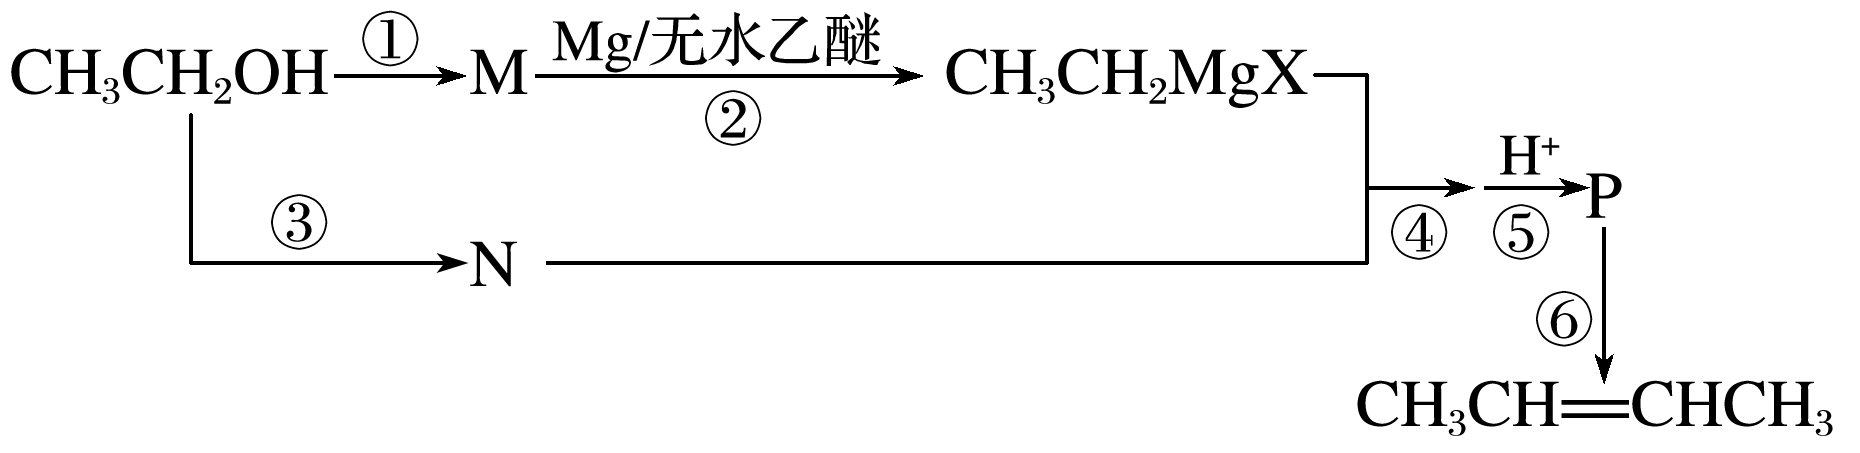 CH₃CH₂OH ① M Mg/无水乙醚 ② CH₃CH₂MgX
③ N ④ H⁺ ⑤ P
⑥
CH₃CH=CHCH₃